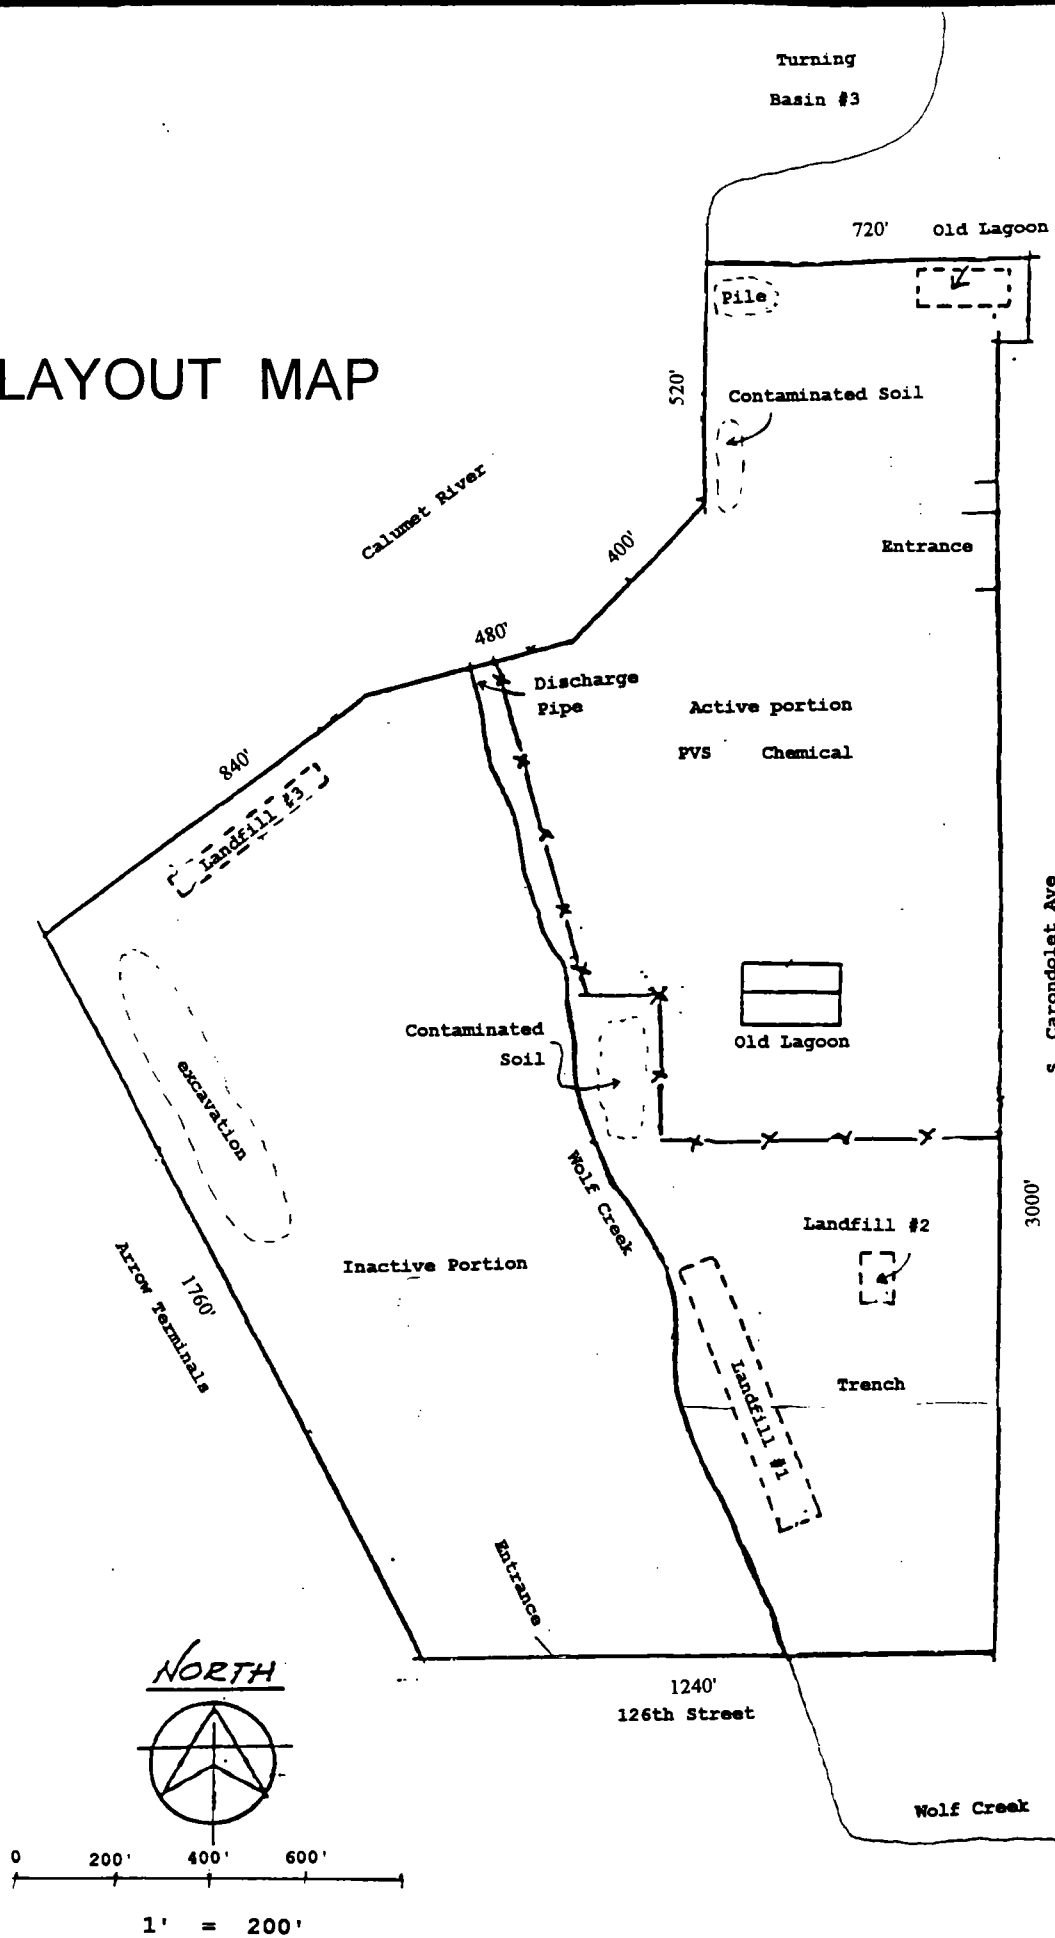 Turning
Basin #3
720'
Old Lagoon
Pile
LAYOUT MAP
520'
Contaminated Soil
Calumet River
400'
Entrance
480'
Discharge
Pipe
Active portion
PVS Chemical
840'
Landfill #3
S. Carondolet Ave
Contaminated
Soil
Old Lagoon
excavation
Wolf Creek
3000'
Landfill #2
Inactive Portion
Arrow Terminals
1760'
Trench
Landfill #1
Entrance
NORTH
1240'
126th Street
Wolf Creek
0 200' 400' 600'
1' = 200'